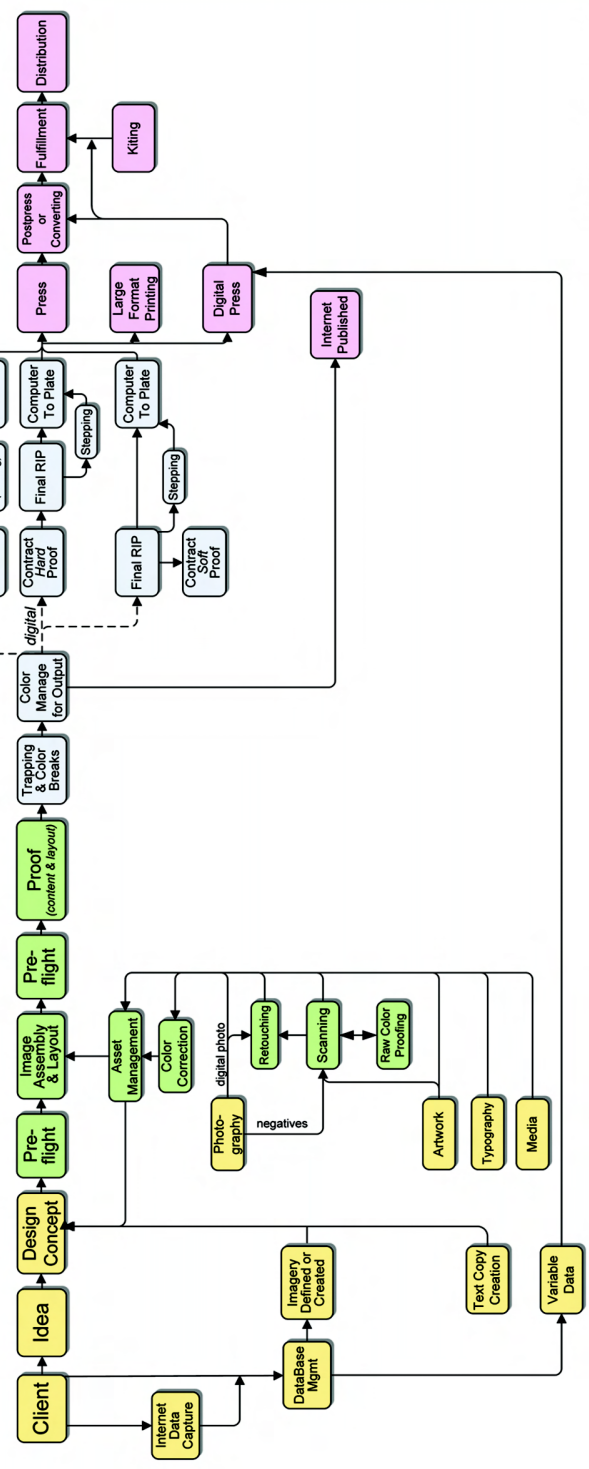 Client
Idea
Design
Concept
Pre-
flight
Image
Assembly
& Layout
Pre-
flight
Proof
(content & layout)
Trapping
& Color
Breaks
Color
Manage
for Output
digital
Contract
Hard
Proof
Final RIP
Stepping
Computer
To Plate
Press
Postpress
or
Converting
Fulfillment
Distribution
Kiting
Final RIP
Contract
Soft
Proof
Stepping
Computer
To Plate
Large
Format
Printing
Digital
Press
Internet
Published
Asset
Management
Color
Correction
digital photo
Retouching
Scanning
Raw Color
Proofing
Photo-
graphy
negatives
Artwork
Typography
Media
Internet
Data
Capture
DataBase
Mgmt
Imagery
Defined or
Created
Text Copy
Creation
Variable
Data